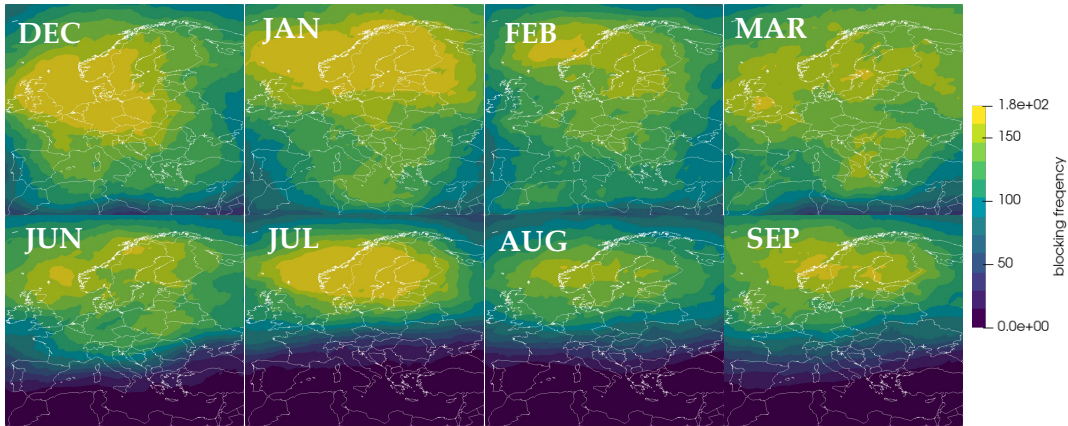 DEC JAN FEB MAR
JUN JUL AUG SEP
1.8e+02
150
100
50
0.0e+00
blocking freqency